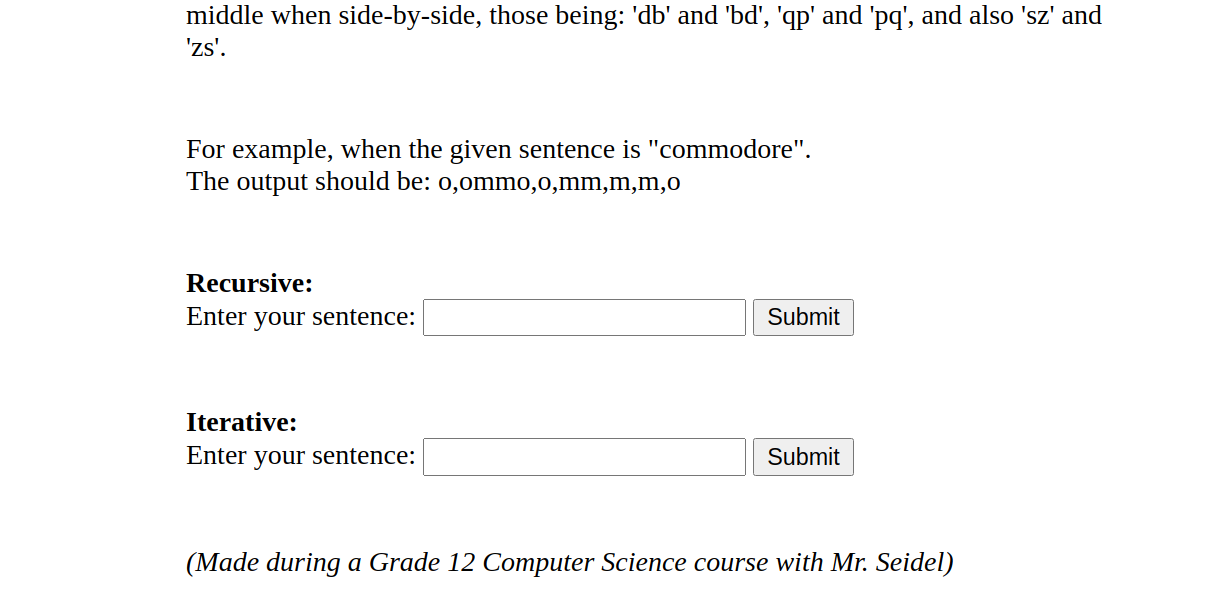 middle when side-by-side, those being: 'db' and 'bd', 'qp' and 'pq', and also 'sz' and
'zs'.
For example, when the given sentence is "commodore".
The output should be: o,ommo,o,mm,m,m,o
Recursive:
Enter your sentence: Submit
Iterative:
Enter your sentence: Submit
(Made during a Grade 12 Computer Science course with Mr. Seidel)